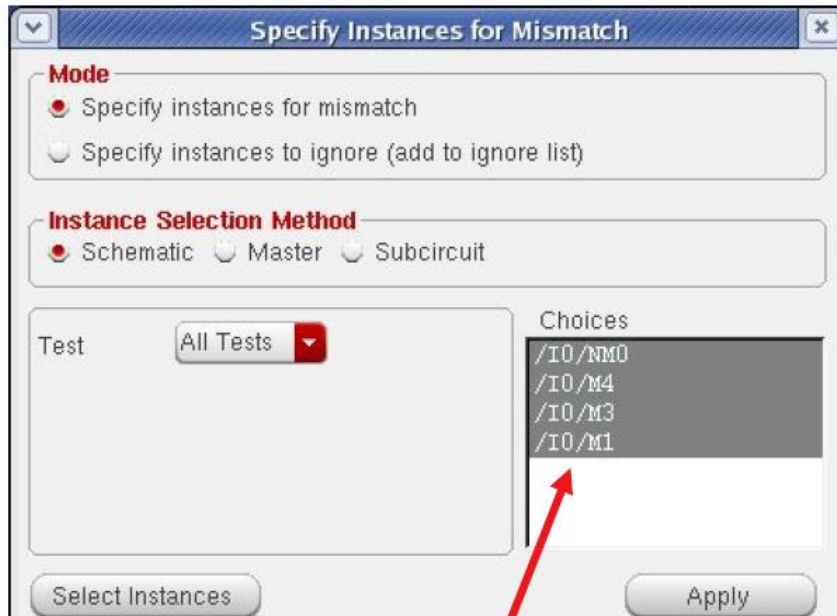 Specify Instances for Mismatch
Mode
Specify instances for mismatch
Specify instances to ignore (add to ignore list)
Instance Selection Method
Schematic Master Subcircuit
Test All Tests
Choices
/I0/NM0
/I0/M4
/I0/M3
/I0/M1
Select Instances Apply